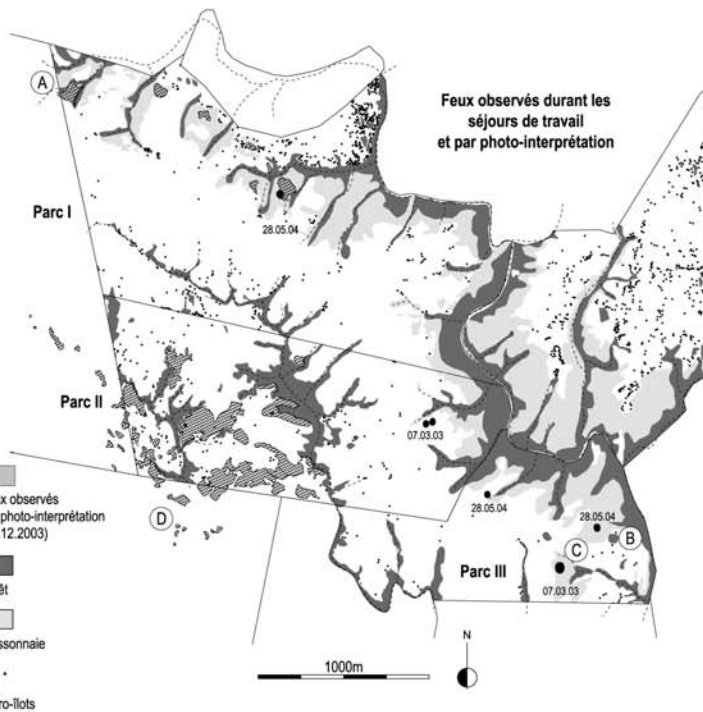 Feux observés durant les
séjours de travail
et par photo-interprétation
A
Parc I
28.05.04
Parc II
07.03.03
D
28.05.04
28.05.04
B
C
Parc III
07.03.03
x observés
photo-interprétation
.12.2003)
êt
ssonnaie
ro-îlots
N
1000m